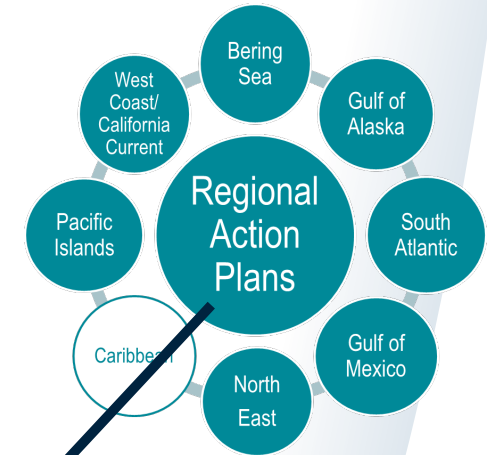 Bering
Sea
West
Coast/
California
Current
Gulf of
Alaska
Regional
Action
Plans
Pacific
Islands
South
Atlantic
Caribbean
Gulf of
Mexico
North
East